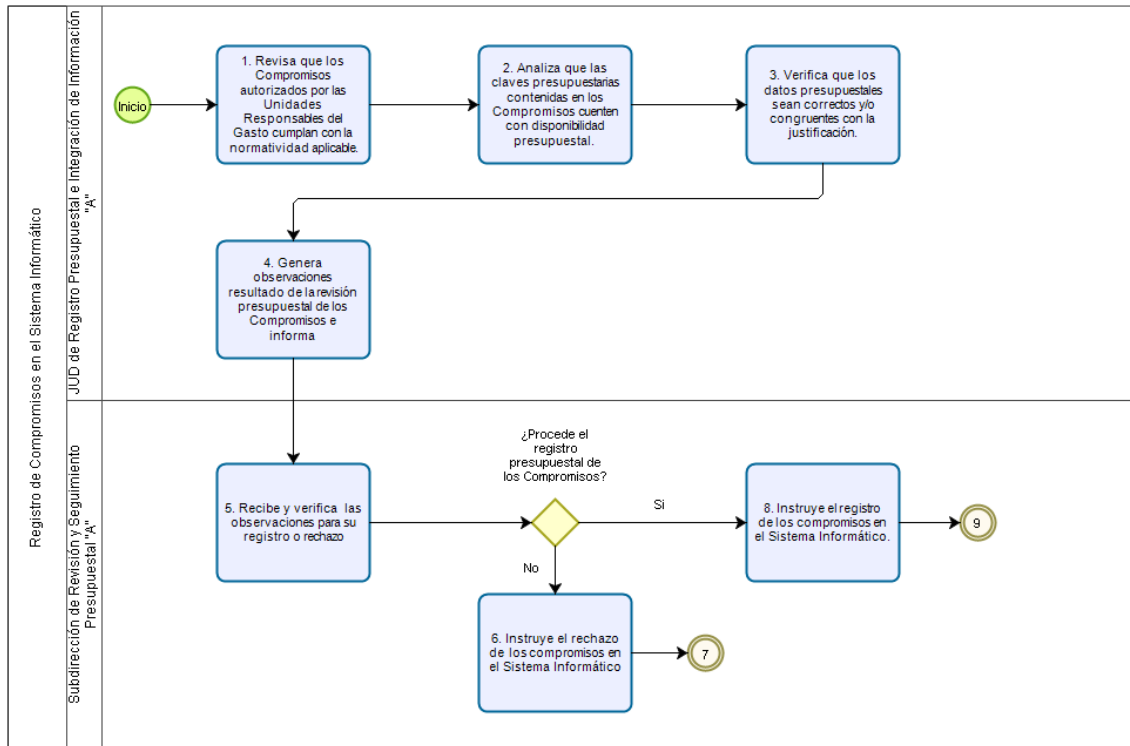 Registro de Compromisos en el Sistema Informático
JUD de Registro Presupuestal e Integración de Información
"A"
Inicio
1. Revisa que los
Compromisos
autorizados por las
Unidades
Responsables del
Gasto cumplan con la
normatividad aplicable.
2. Analiza que las
claves presupuestarias
contenidas en los
Compromisos cuenten
con disponibilidad
presupuestal.
3. Verifica que los
datos presupuestales
sean correctos y/o
congruentes con la
justificación.
4. Genera
observaciones
resultado de la revisión
presupuestal de los
Compromisos e
informa
Subdirección de Revisión y Seguimiento
Presupuestal "A"
5. Recibe y verifica las
observaciones para su
registro o rechazo
¿Procede el
registro
presupuestal de
los Compromisos?
Si
8. Instruye el registro
de los compromisos en
el Sistema Informático.
9
No
6. Instruye el rechazo
de los compromisos en
el Sistema Informático
7